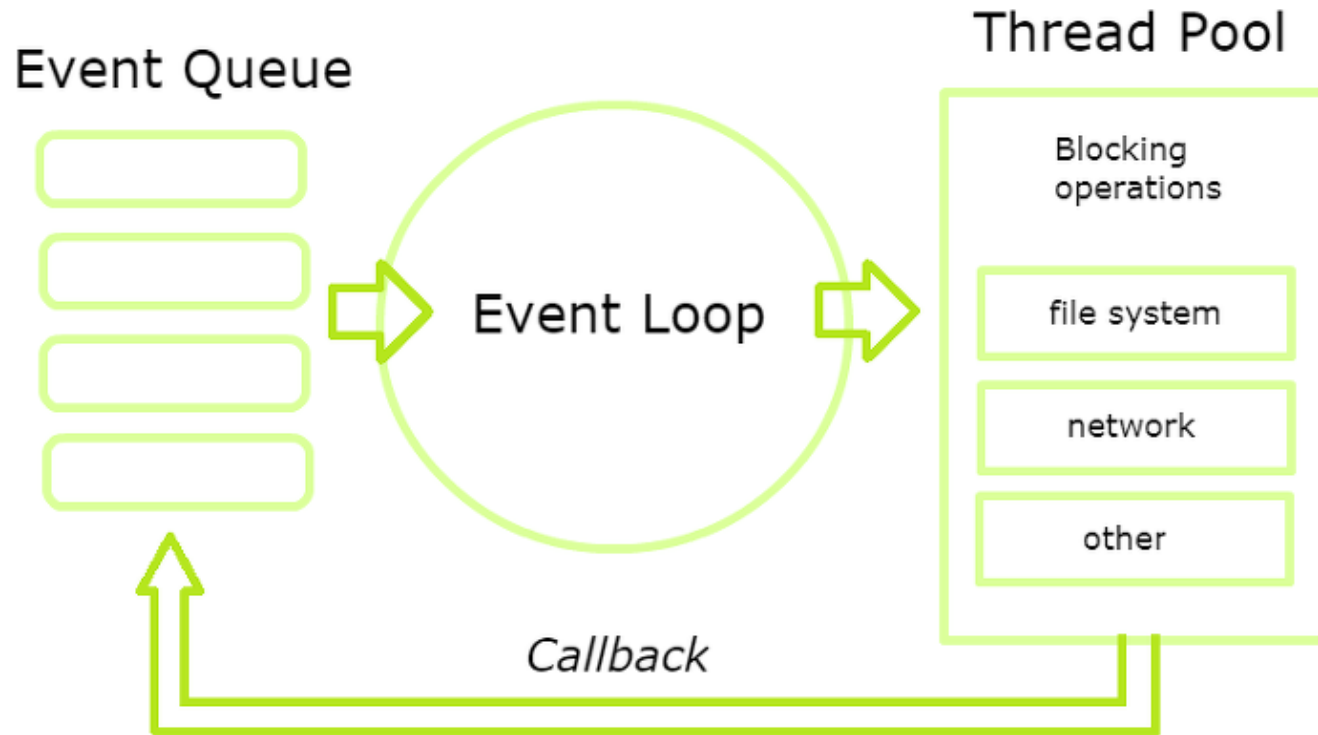 Event Queue
Thread Pool
Blocking
operations
Event Loop
file system
network
other
Callback